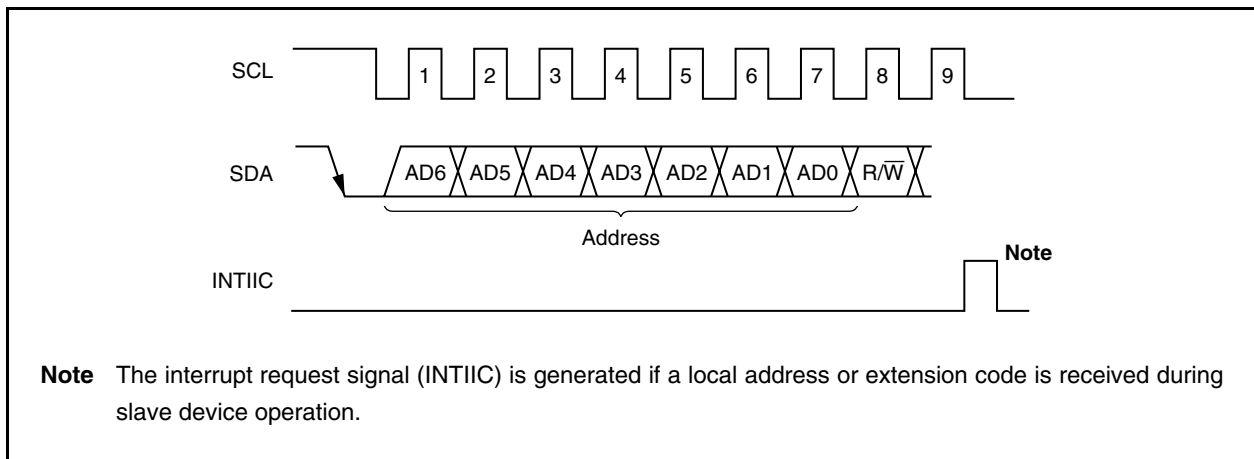 SCL
1 2 3 4 5 6 7 8 9
SDA
AD6 AD5 AD4 AD3 AD2 AD1 AD0 R/W̅
Address
Note
INTIIC
Note The interrupt request signal (INTIIC) is generated if a local address or extension code is received during
slave device operation.